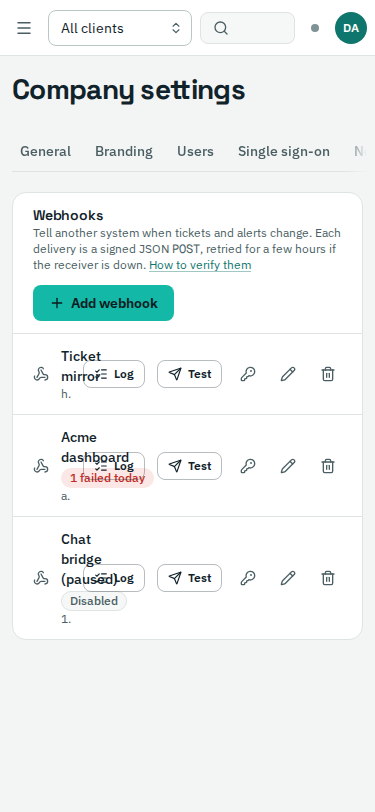 All clients
DA
Company settings
General Branding Users Single sign-on
Webhooks
Tell another system when tickets and alerts change. Each
delivery is a signed JSON POST, retried for a few hours if
the receiver is down. How to verify them
Add webhook
Ticket
mirror
Log
Test
h.
Acme
dashboard
Log
Test
1 failed today
a.
Chat
bridge
(paused)
Log
Test
Disabled
1.